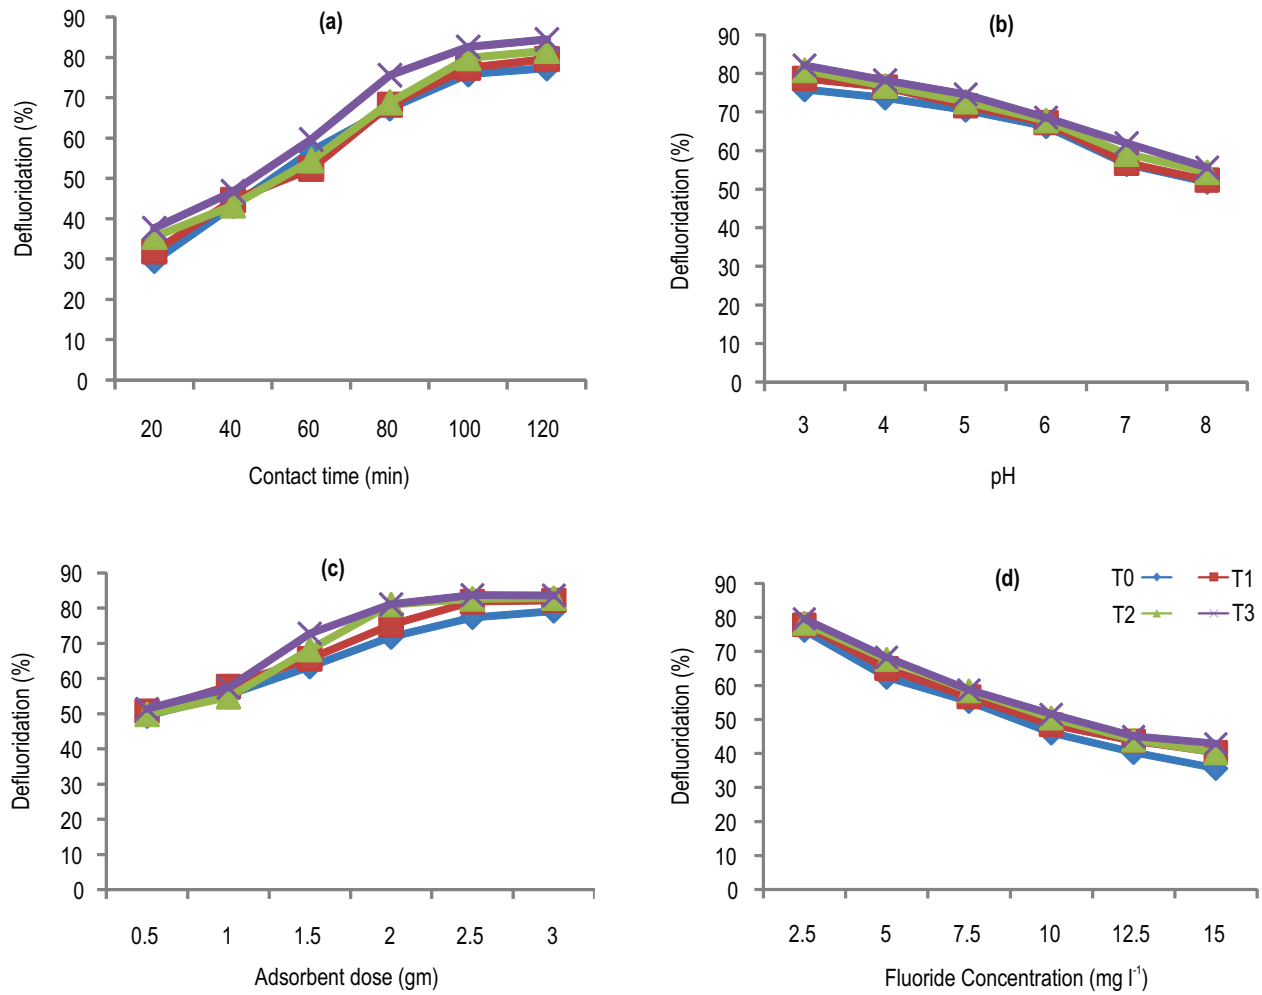 (a)
90
80
70
60
50
40
30
20
10
0
Defluoridation (%)
20 40 60 80 100 120
Contact time (min)
(b)
90
80
70
60
50
40
30
20
10
0
Defluoridation (%)
3 4 5 6 7 8
pH
(c)
90
80
70
60
50
40
30
20
10
0
Defluoridation (%)
0.5 1 1.5 2 2.5 3
Adsorbent dose (gm)
(d)
T0 T1
T2 T3
90
80
70
60
50
40
30
20
10
0
Defluoridation (%)
2.5 5 7.5 10 12.5 15
Fluoride Concentration (mg l⁻¹)